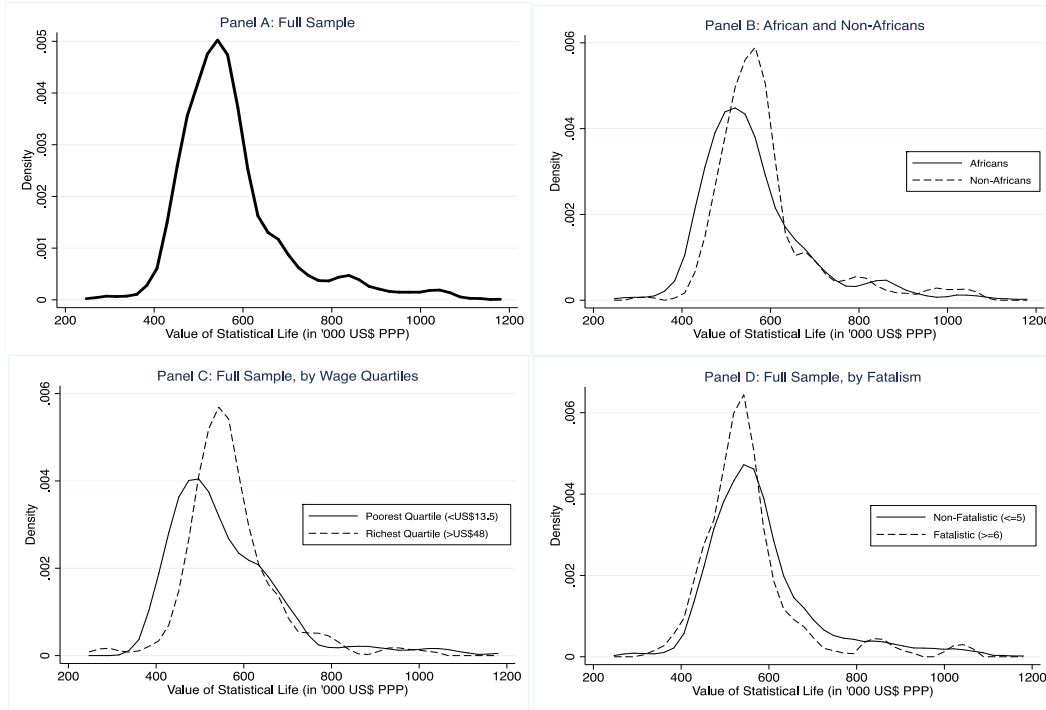 Panel A: Full Sample
.005
.004
.003
.002
.001
0
Density
200 400 600 800 1000 1200
Value of Statistical Life (in '000 US$ PPP)
Panel B: African and Non-Africans
.006
.004
.002
0
Density
Africans
Non-Africans
200 400 600 800 1000 1200
Value of Statistical Life (in '000 US$ PPP)
Panel C: Full Sample, by Wage Quartiles
.006
.004
.002
0
Density
Poorest Quartile (<US$13.5)
Richest Quartile (>US$48)
200 400 600 800 1000 1200
Value of Statistical Life (in '000 US$ PPP)
Panel D: Full Sample, by Fatalism
.006
.004
.002
0
Density
Non-Fatalistic (<=5)
Fatalistic (>=6)
200 400 600 800 1000 1200
Value of Statistical Life (in '000 US$ PPP)